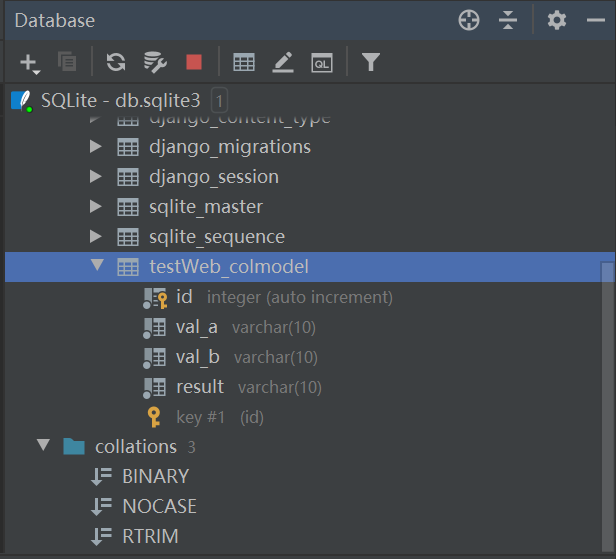 Database
QL
SQLite - db.sqlite3 1
django_content_type
django_migrations
django_session
sqlite_master
sqlite_sequence
testWeb_colmodel
id integer (auto increment)
val_a varchar(10)
val_b varchar(10)
result varchar(10)
key #1 (id)
collations 3
BINARY
NOCASE
RTRIM